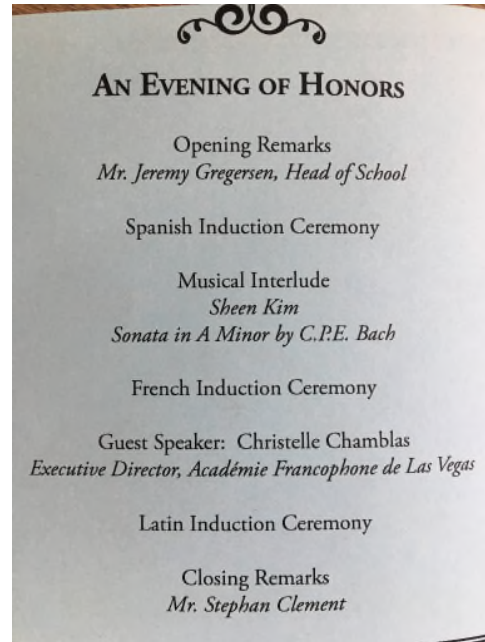 An Evening of Honors
Opening Remarks
Mr. Jeremy Gregersen, Head of School
Spanish Induction Ceremony
Musical Interlude
Sheen Kim
Sonata in A Minor by C.P.E. Bach
French Induction Ceremony
Guest Speaker: Christelle Chamblas
Executive Director, Académie Francophone de Las Vegas
Latin Induction Ceremony
Closing Remarks
Mr. Stephan Clement